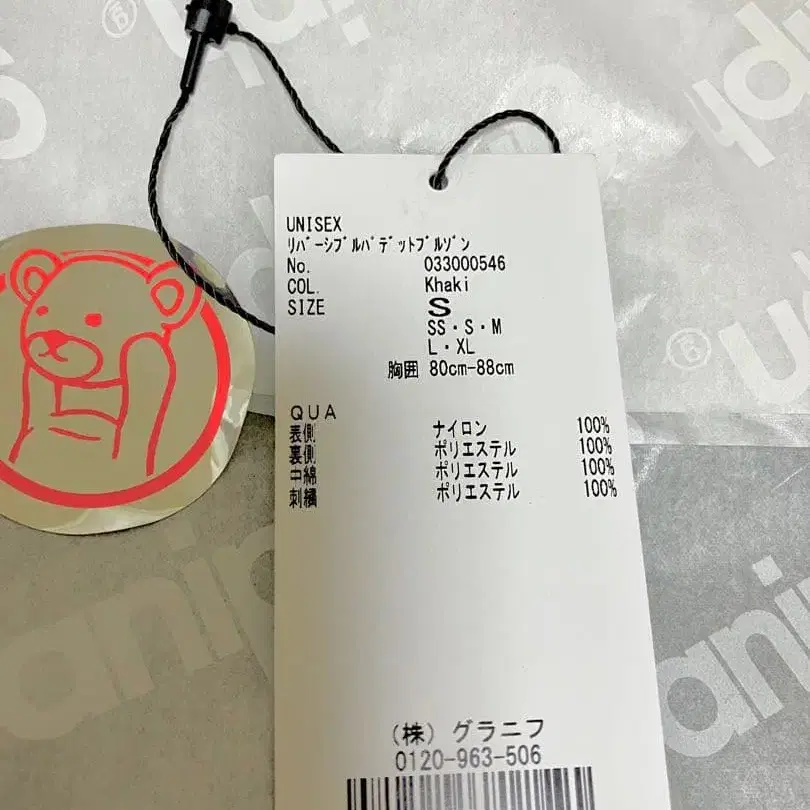 UNISEX
ﾘﾊﾞｰｼﾌﾞﾙﾊﾟﾃﾞｯﾄﾌﾞﾙｿﾞﾝ
No. 033000546
COL. Khaki
SIZE S
SS・S・M
L・XL
胸囲 80cm-88cm
ＱＵＡ
表側 ナイロン 100%
裏側 ポリエステル 100%
中綿 ポリエステル 100%
刺繍 ポリエステル 100%
（株）グラニフ
0120-963-506